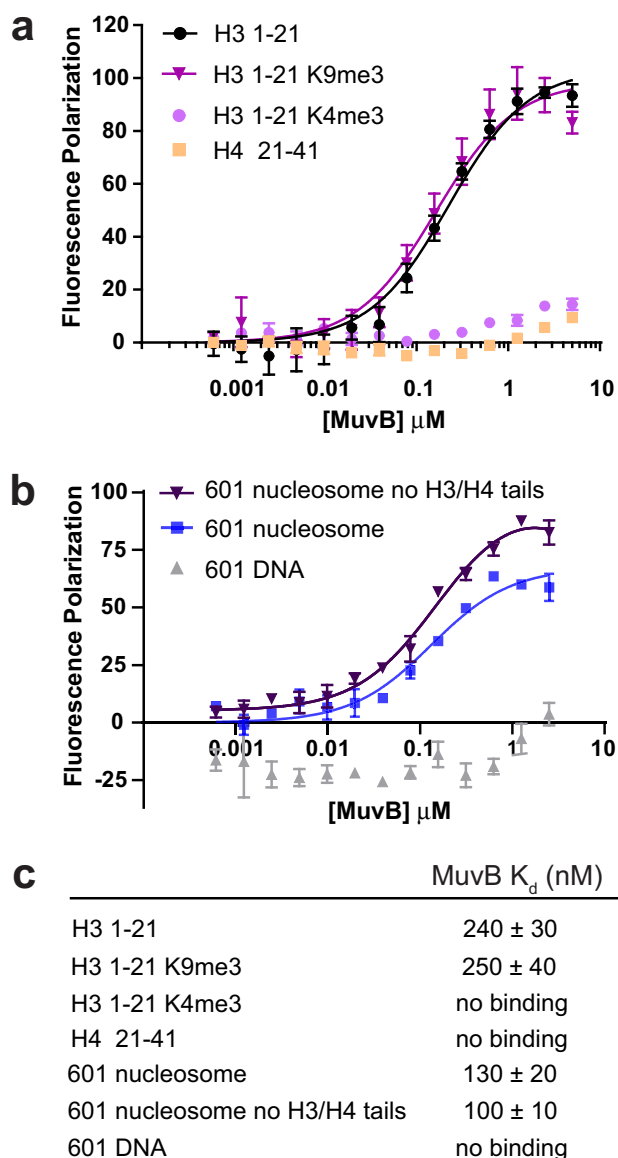 a
H3 1-21
H3 1-21 K9me3
H3 1-21 K4me3
H4 21-41
Fluorescence Polarization
120
100
80
60
40
20
0
0.001
0.01
0.1
1
10
[MuvB] μM
b
601 nucleosome no H3/H4 tails
601 nucleosome
601 DNA
Fluorescence Polarization
100
75
50
25
0
-25
0.001
0.01
0.1
1
10
[MuvB] μM
c
MuvB Kd (nM)
H3 1-21 240 ± 30
H3 1-21 K9me3 250 ± 40
H3 1-21 K4me3 no binding
H4 21-41 no binding
601 nucleosome 130 ± 20
601 nucleosome no H3/H4 tails 100 ± 10
601 DNA no binding